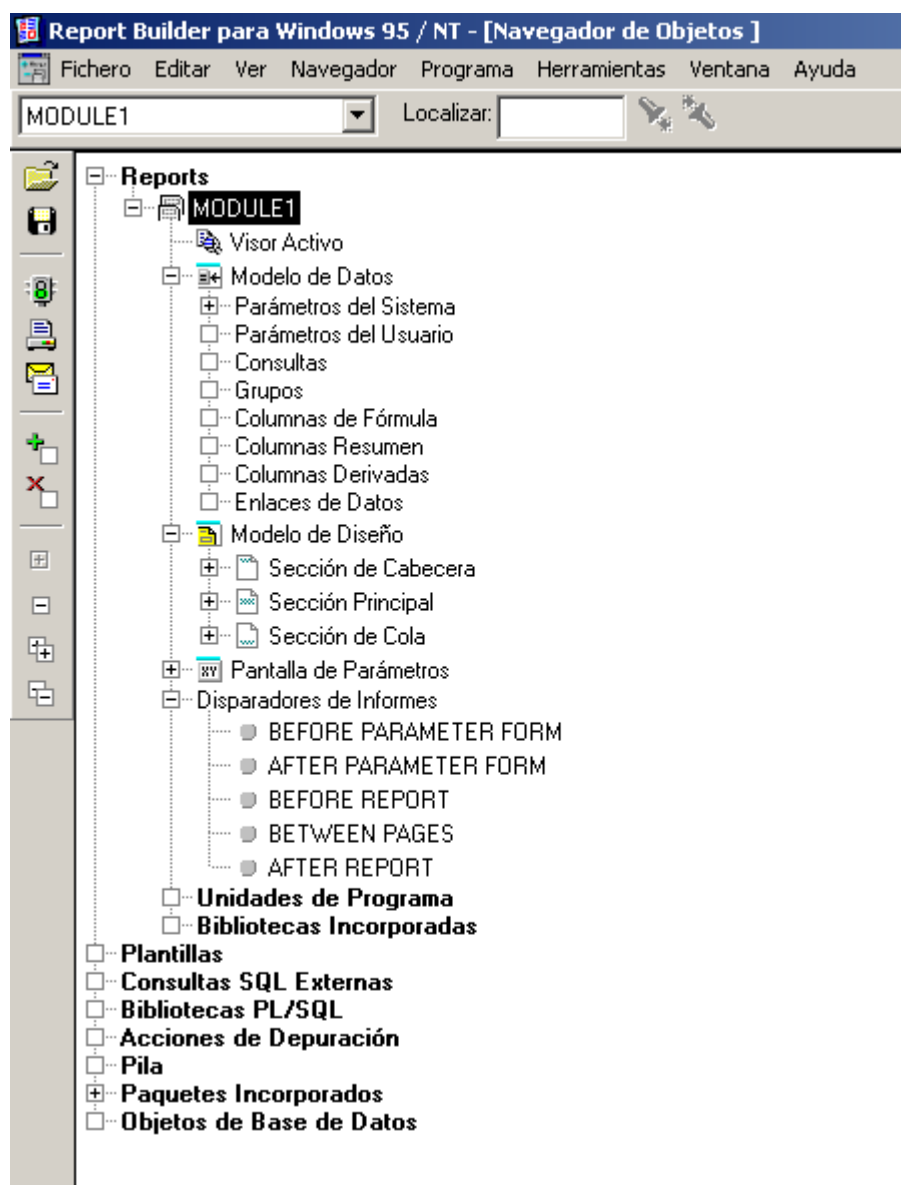 Report Builder para Windows 95 / NT - [Navegador de Objetos ]
Fichero Editar Ver Navegador Programa Herramientas Ventana Ayuda
MODULE1 Localizar:
Reports
MODULE1
Visor Activo
Modelo de Datos
Parámetros del Sistema
Parámetros del Usuario
Consultas
Grupos
Columnas de Fórmula
Columnas Resumen
Columnas Derivadas
Enlaces de Datos
Modelo de Diseño
Sección de Cabecera
Sección Principal
Sección de Cola
Pantalla de Parámetros
Disparadores de Informes
BEFORE PARAMETER FORM
AFTER PARAMETER FORM
BEFORE REPORT
BETWEEN PAGES
AFTER REPORT
Unidades de Programa
Bibliotecas Incorporadas
Plantillas
Consultas SQL Externas
Bibliotecas PL/SQL
Acciones de Depuración
Pila
Paquetes Incorporados
Objetos de Base de Datos